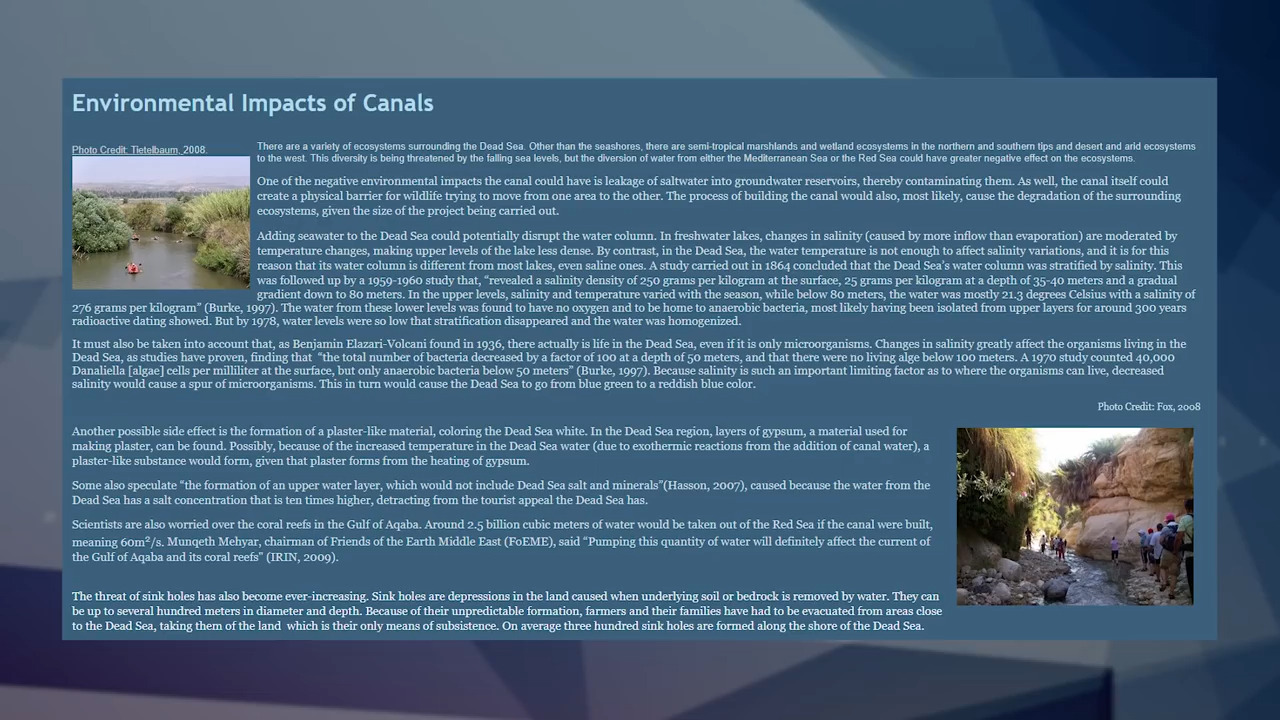 Environmental Impacts of Canals
Photo Credit: Tietelbaum, 2008.
There are a variety of ecosystems surrounding the Dead Sea. Other than the seashores, there are semi-tropical marshlands and wetland ecosystems in the northern and southern tips and desert and arid ecosystems
to the west. This diversity is being threatened by the falling sea levels, but the diversion of water from either the Mediterranean Sea or the Red Sea could have greater negative effect on the ecosystems.
One of the negative environmental impacts the canal could have is leakage of saltwater into groundwater reservoirs, thereby contaminating them. As well, the canal itself could
create a physical barrier for wildlife trying to move from one area to the other. The process of building the canal would also, most likely, cause the degradation of the surrounding
ecosystems, given the size of the project being carried out.
Adding seawater to the Dead Sea could potentially disrupt the water column. In freshwater lakes, changes in salinity (caused by more inflow than evaporation) are moderated by
temperature changes, making upper levels of the lake less dense. By contrast, in the Dead Sea, the water temperature is not enough to affect salinity variations, and it is for this
reason that its water column is different from most lakes, even saline ones. A study carried out in 1864 concluded that the Dead Sea's water column was stratified by salinity. This
was followed up by a 1959-1960 study that, “revealed a salinity density of 250 grams per kilogram at the surface, 25 grams per kilogram at a depth of 35-40 meters and a gradual
gradient down to 80 meters. In the upper levels, salinity and temperature varied with the season, while below 80 meters, the water was mostly 21.3 degrees Celsius with a salinity of
276 grams per kilogram” (Burke, 1997). The water from these lower levels was found to have no oxygen and to be home to anaerobic bacteria, most likely having been isolated from upper layers for around 300 years
radioactive dating showed. But by 1978, water levels were so low that stratification disappeared and the water was homogenized.
It must also be taken into account that, as Benjamin Elazari-Volcani found in 1936, there actually is life in the Dead Sea, even if it is only microorganisms. Changes in salinity greatly affect the organisms living in the
Dead Sea, as studies have proven, finding that “the total number of bacteria decreased by a factor of 100 at a depth of 50 meters, and that there were no living alge below 100 meters. A 1970 study counted 40,000
Danaliella [algae] cells per milliliter at the surface, but only anaerobic bacteria below 50 meters” (Burke, 1997). Because salinity is such an important limiting factor as to where the organisms can live, decreased
salinity would cause a spur of microorganisms. This in turn would cause the Dead Sea to go from blue green to a reddish blue color.
Photo Credit: Fox, 2008
Another possible side effect is the formation of a plaster-like material, coloring the Dead Sea white. In the Dead Sea region, layers of gypsum, a material used for
making plaster, can be found. Possibly, because of the increased temperature in the Dead Sea water (due to exothermic reactions from the addition of canal water), a
plaster-like substance would form, given that plaster forms from the heating of gypsum.
Some also speculate “the formation of an upper water layer, which would not include Dead Sea salt and minerals”(Hasson, 2007), caused because the water from the
Dead Sea has a salt concentration that is ten times higher, detracting from the tourist appeal the Dead Sea has.
Scientists are also worried over the coral reefs in the Gulf of Aqaba. Around 2.5 billion cubic meters of water would be taken out of the Red Sea if the canal were built,
meaning 60m²/s. Munqeth Mehyar, chairman of Friends of the Earth Middle East (FoEME), said “Pumping this quantity of water will definitely affect the current of
the Gulf of Aqaba and its coral reefs” (IRIN, 2009).
The threat of sink holes has also become ever-increasing. Sink holes are depressions in the land caused when underlying soil or bedrock is removed by water. They can
be up to several hundred meters in diameter and depth. Because of their unpredictable formation, farmers and their families have had to be evacuated from areas close
to the Dead Sea, taking them of the land which is their only means of subsistence. On average three hundred sink holes are formed along the shore of the Dead Sea.